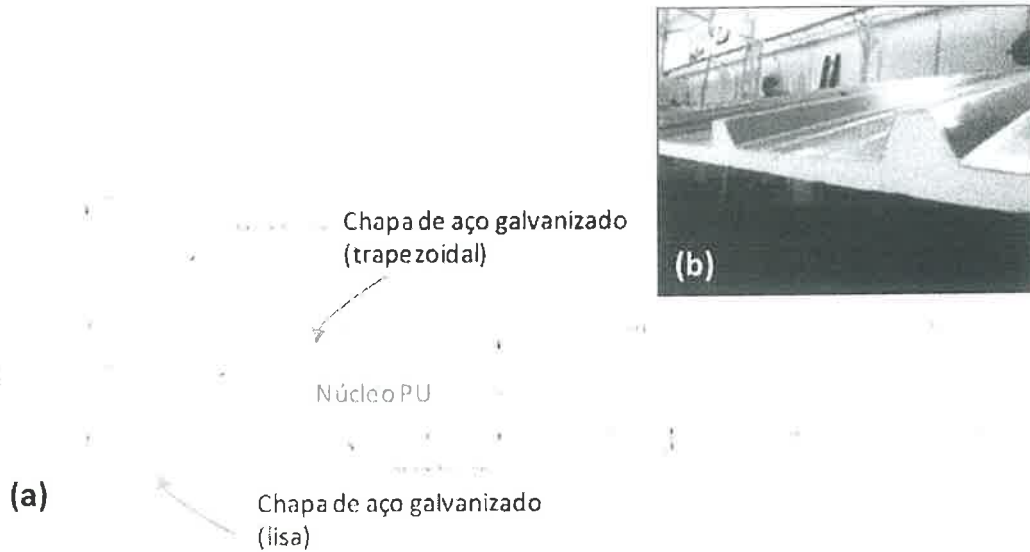 (b)
Chapa de aço galvanizado
(trapezoidal)
Núcleo PU
(a)
Chapa de aço galvanizado
(lisa)